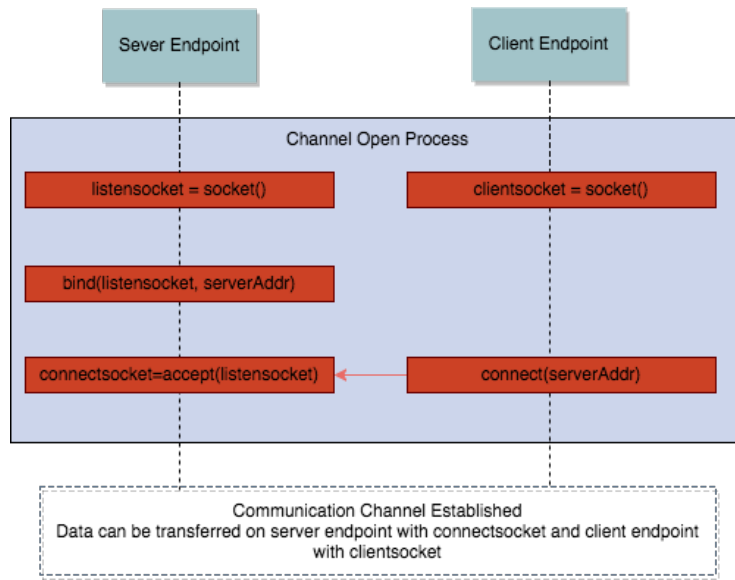 Sever Endpoint
Client Endpoint
Channel Open Process
listensocket = socket()
clientsocket = socket()
bind(listensocket, serverAddr)
connectsocket=accept(listensocket)
connect(serverAddr)
Communication Channel Established
Data can be transferred on server endpoint with connectsocket and client endpoint
with clientsocket